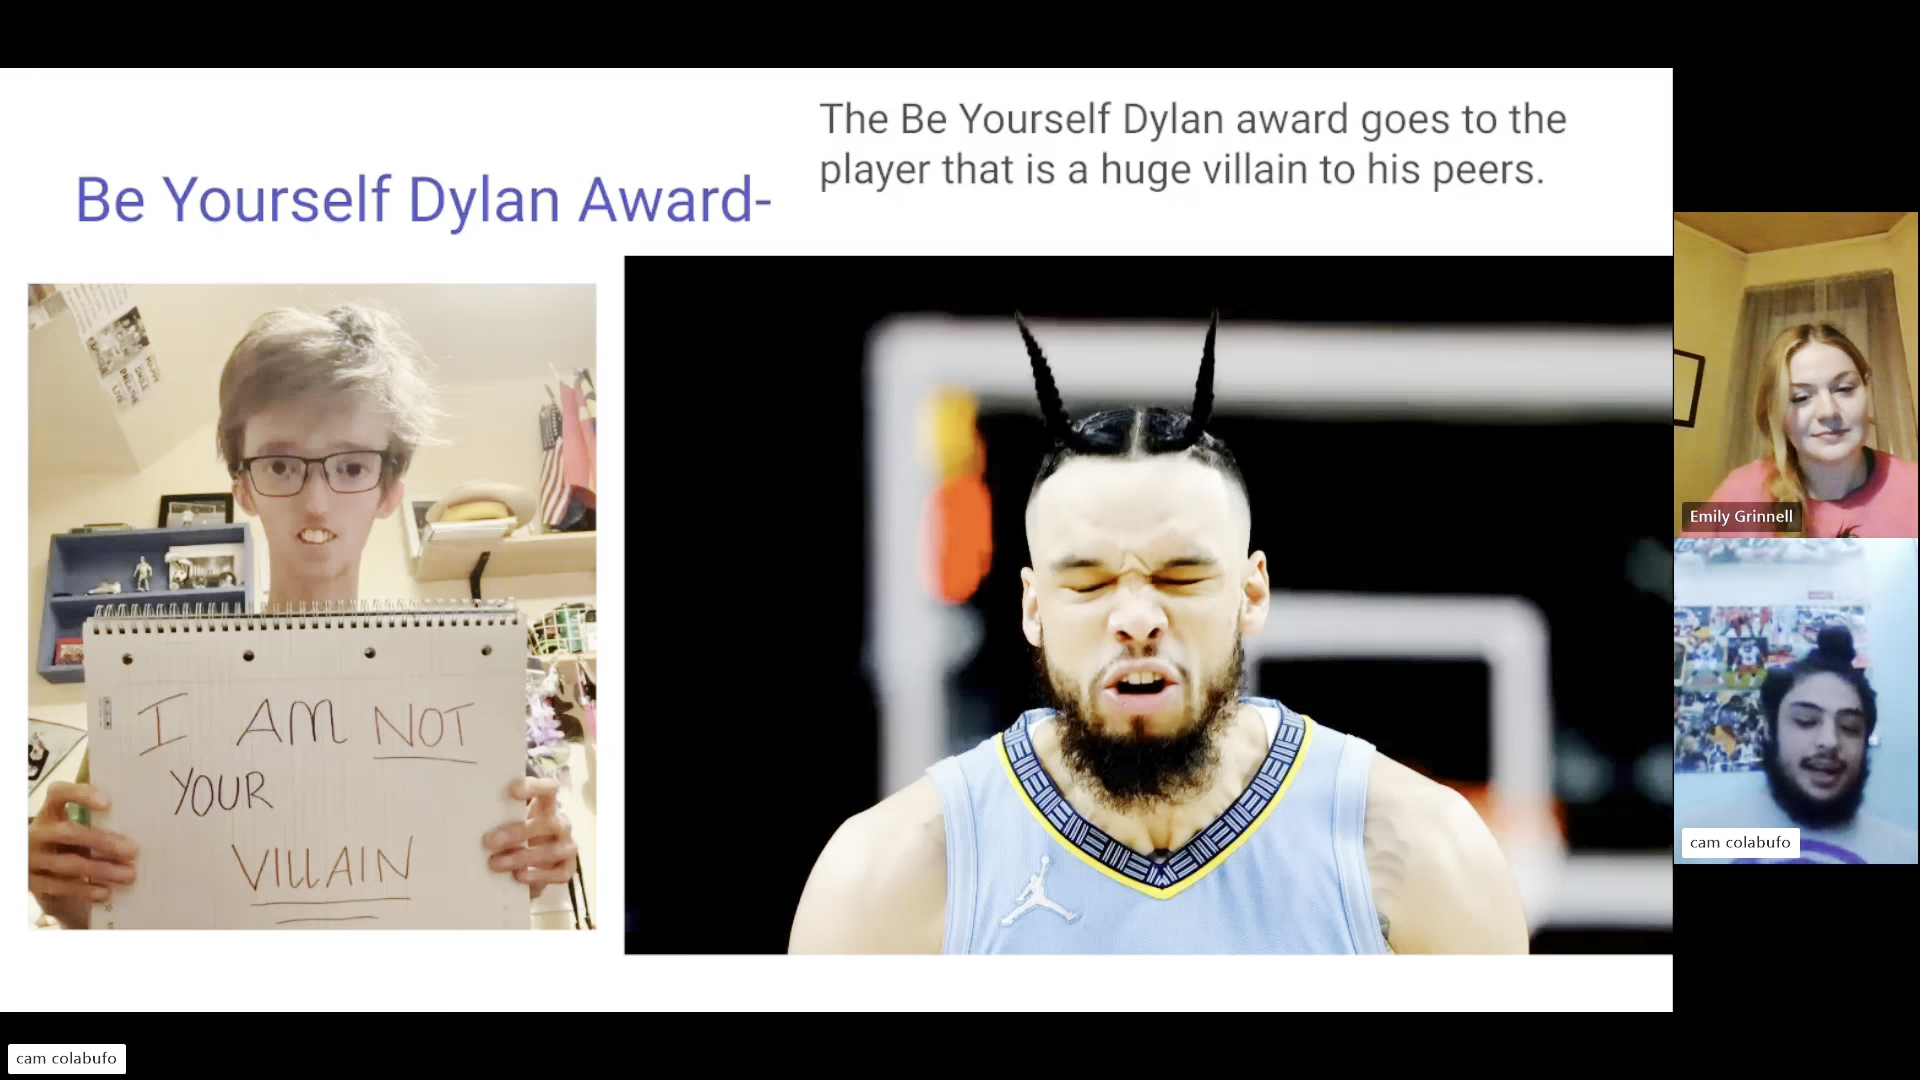 Be Yourself Dylan Award-
The Be Yourself Dylan award goes to the
player that is a huge villain to his peers.
I AM NOT
YOUR
VILLAIN
Emily Grinnell
cam colabufo
cam colabufo